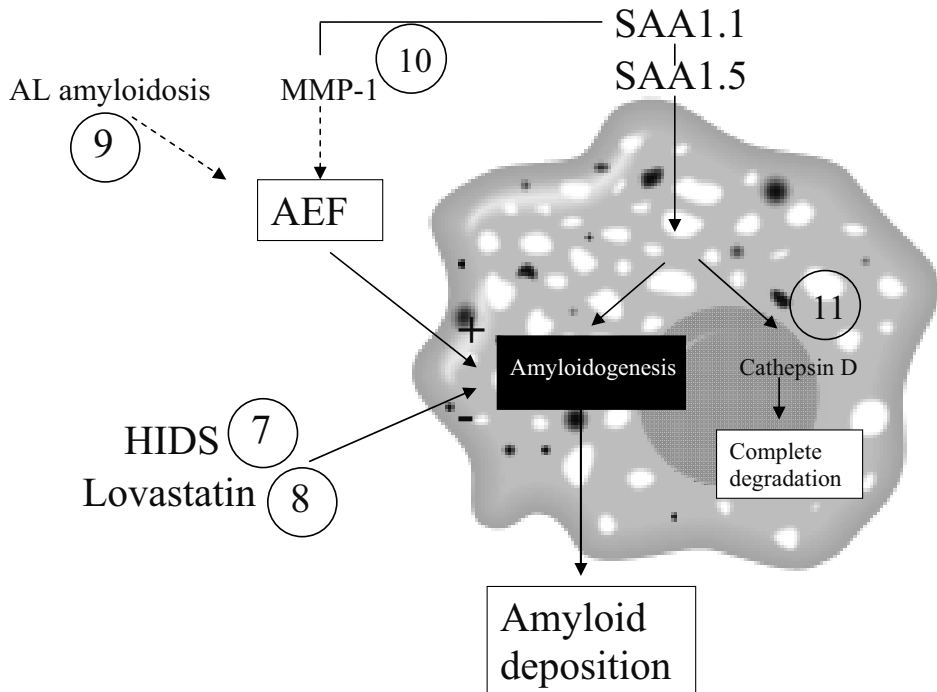 SAA1.1
10
MMP-1
SAA1.5
AL amyloidosis
9
AEF
11
+
Amyloidogenesis
Cathepsin D
-
HIDS
7
Complete
degradation
Lovastatin
8
Amyloid
deposition